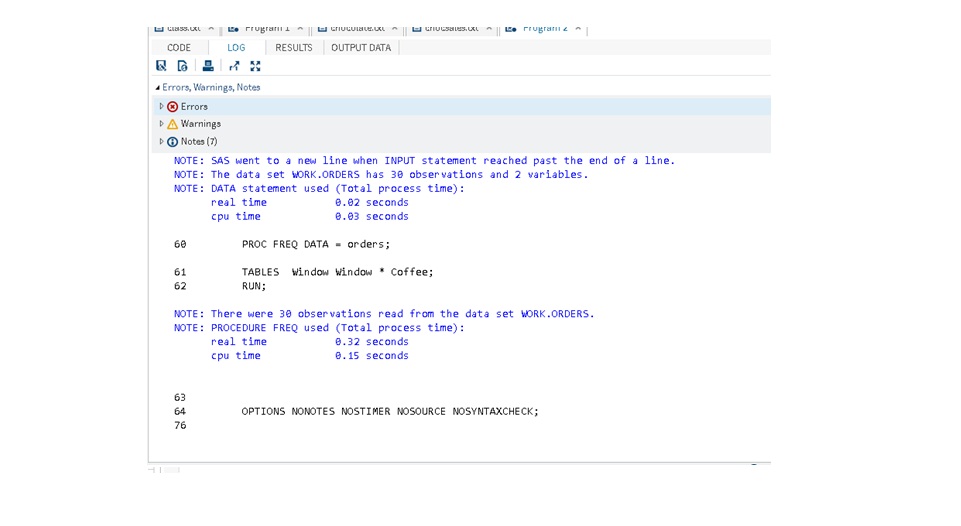 class.txt × Program 1 × chocolate.txt × chocsales.txt × Program 2 ×
CODE LOG RESULTS OUTPUT DATA
Errors, Warnings, Notes
Errors
Warnings
Notes (7)
NOTE: SAS went to a new line when INPUT statement reached past the end of a line.
NOTE: The data set WORK.ORDERS has 30 observations and 2 variables.
NOTE: DATA statement used (Total process time):
real time 0.02 seconds
cpu time 0.03 seconds
60 PROC FREQ DATA = orders;
61 TABLES Window Window * Coffee;
62 RUN;
NOTE: There were 30 observations read from the data set WORK.ORDERS.
NOTE: PROCEDURE FREQ used (Total process time):
real time 0.32 seconds
cpu time 0.15 seconds
63
64 OPTIONS NONOTES NOSTIMER NOSOURCE NOSYNTAXCHECK;
76